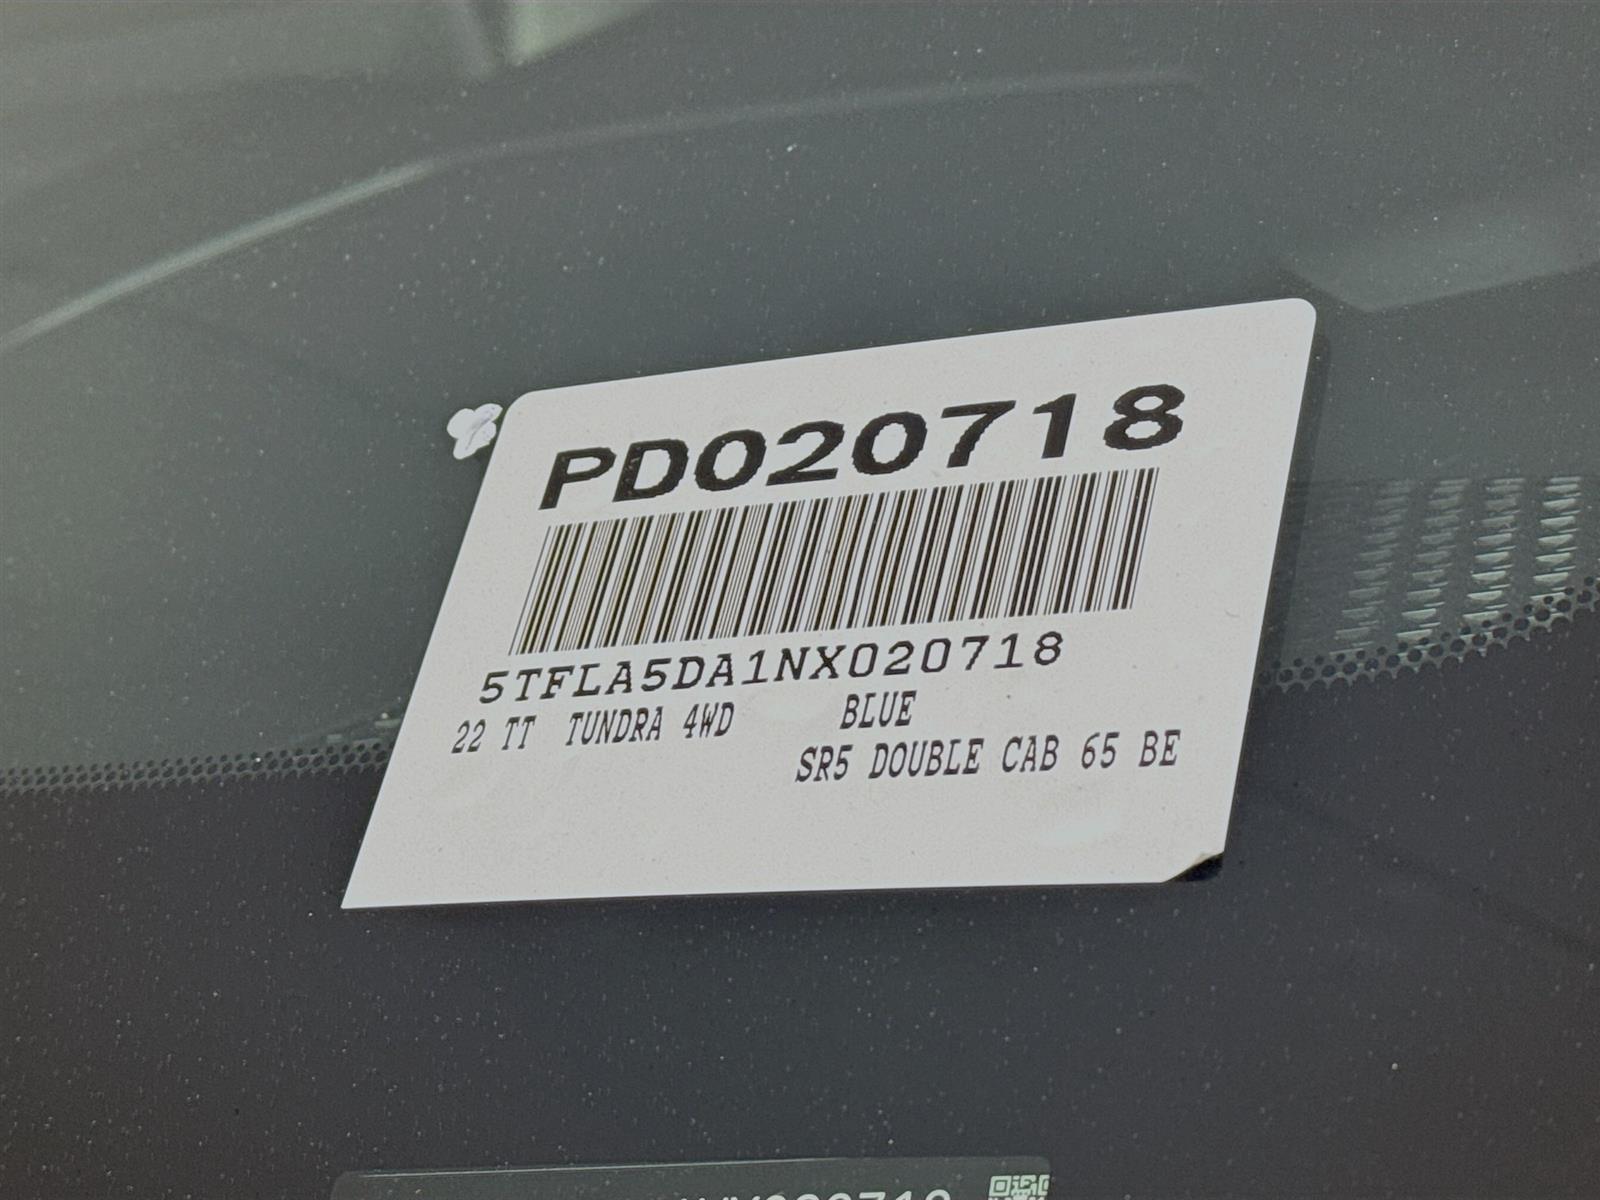 PD020718
5TFLA5DA1NX020718
22 TT TUNDRA 4WD BLUE
SR5 DOUBLE CAB 65 BE